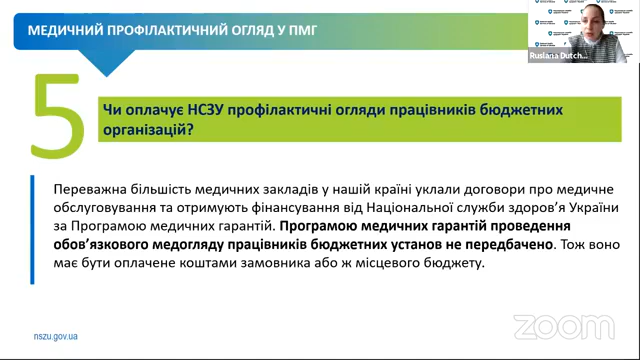 МЕДИЧНИЙ ПРОФІЛАКТИЧНИЙ ОГЛЯД У ПМГ
Ruslana Dutch...
5
Чи оплачує НСЗУ профілактичні огляди працівників бюджетних
організацій?
Переважна більшість медичних закладів у нашій країні уклали договори про медичне
обслуговування та отримують фінансування від Національної служби здоров’я України
за Програмою медичних гарантій. Програмою медичних гарантій проведення
обов’язкового медогляду працівників бюджетних установ не передбачено. Тож воно
має бути оплачене коштами замовника або ж місцевого бюджету.
nszu.gov.ua
zoom